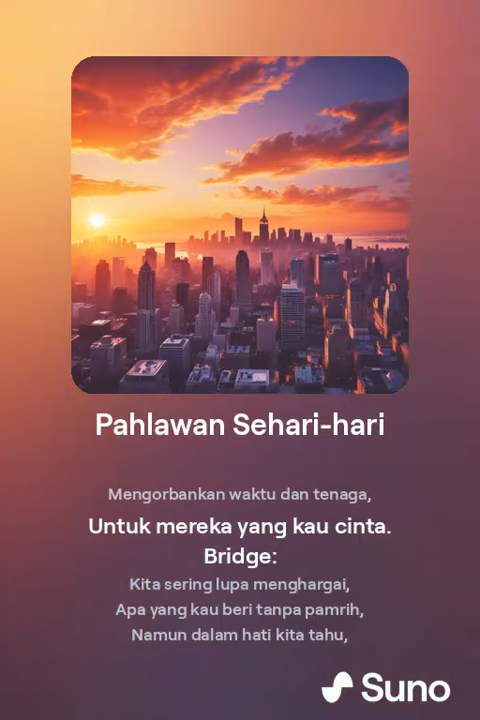 Pahlawan Sehari-hari
Mengorbankan waktu dan tenaga,
Untuk mereka yang kau cinta.
Bridge:
Kita sering lupa menghargai,
Apa yang kau beri tanpa pamrih,
Namun dalam hati kita tahu,
Suno